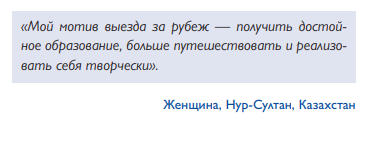 «Мой мотив выезда за рубеж — получить достой-
ное образование, больше путешествовать и реализо-
вать себя творчески».
Женщина, Нур-Султан, Казахстан